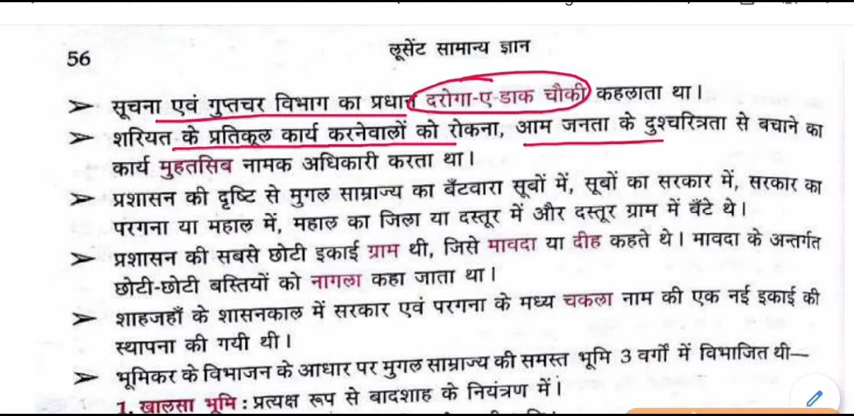 56
लूसेंट सामान्य ज्ञान
➤ सूचना एवं गुप्तचर विभाग का प्रधान दरोगा-ए-डाक चौकी कहलाता था।
➤ शरियत के प्रतिकूल कार्य करनेवालों को रोकना, आम जनता के दुश्चरित्रता से बचाने का
कार्य मुहतसिब नामक अधिकारी करता था।
➤ प्रशासन की दृष्टि से मुगल साम्राज्य का बँटवारा सूबों में, सूबों का सरकार में, सरकार का
परगना या महाल में, महाल का जिला या दस्तूर में और दस्तूर ग्राम में बँटे थे।
➤ प्रशासन की सबसे छोटी इकाई ग्राम थी, जिसे मावदा या दीह कहते थे। मावदा के अन्तर्गत
छोटी-छोटी बस्तियों को नागला कहा जाता था।
➤ शाहजहाँ के शासनकाल में सरकार एवं परगना के मध्य चकला नाम की एक नई इकाई की
स्थापना की गयी थी।
➤ भूमिकर के विभाजन के आधार पर मुगल साम्राज्य की समस्त भूमि 3 वर्गों में विभाजित थी—
1. खालसा भूमि : प्रत्यक्ष रूप से बादशाह के नियंत्रण में।